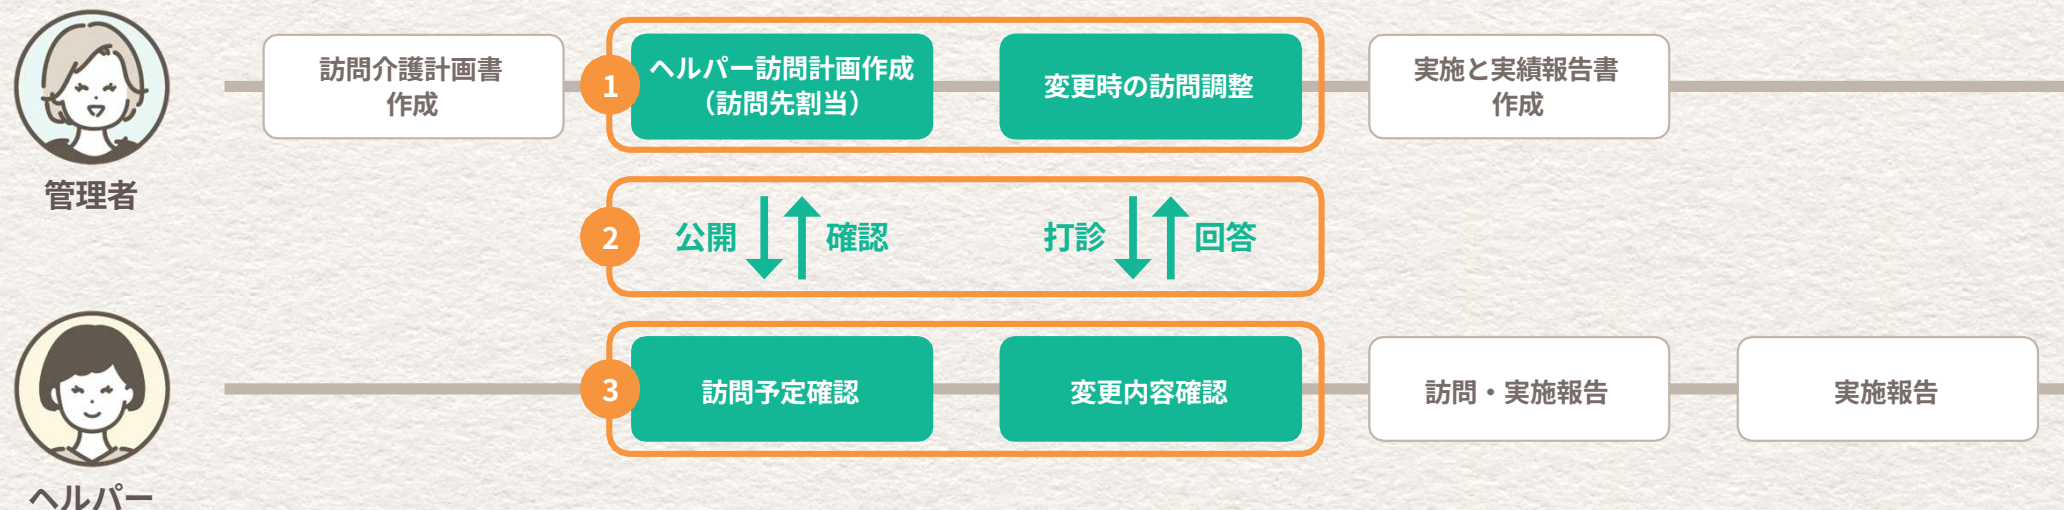 訪問介護計画書
作成
1
ヘルパー訪問計画作成
（訪問先割当）
変更時の訪問調整
実施と実績報告書
作成
管理者
2
公開
確認
打診
回答
3
訪問予定確認
変更内容確認
訪問・実施報告
実施報告
ヘルパー